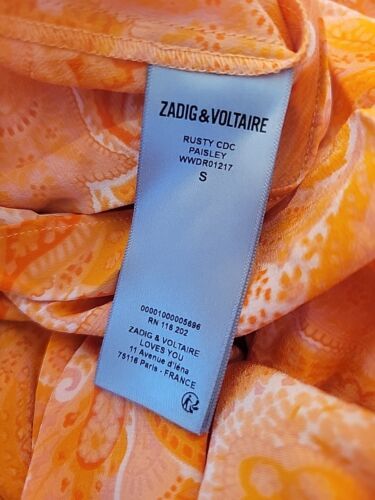 ZADIG & VOLTAIRE
RUSTY CDC
PAISLEY
WWDR01217
S
00001000005696
RN 116 202
ZADIG & VOLTAIRE
LOVES YOU
11 Avenue d'Iéna
75116 Paris - FRANCE